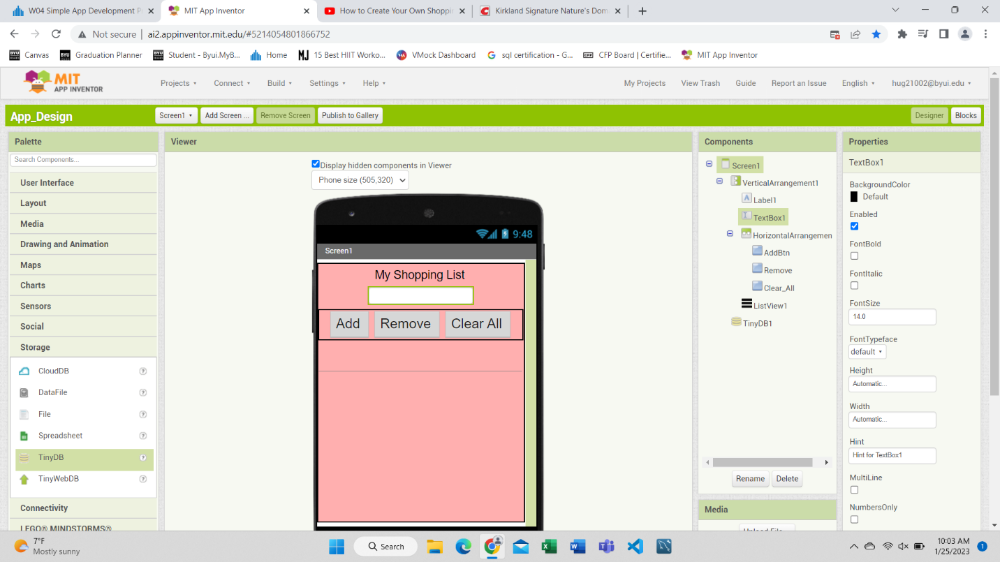 W04 Simple App Development P
MIT App Inventor
How to Create Your Own Shoppin
Kirkland Signature Nature's Dom
Not secure
ai2.appinventor.mit.edu/#5214054801866752
Canvas
Graduation Planner
Student - Byui.MyB...
Home
15 Best HIIT Worko...
VMock Dashboard
sql certification - G...
CFP Board | Certifie...
MIT App Inventor
MIT
APP INVENTOR
Projects
Connect
Build
Settings
Help
My Projects
View Trash
Guide
Report an Issue
English
hug21002@byui.edu
App_Design
Screen1
Add Screen ...
Remove Screen
Publish to Gallery
Designer
Blocks
Palette
Search Components...
User Interface
Layout
Media
Drawing and Animation
Maps
Charts
Sensors
Social
Storage
CloudDB
DataFile
File
Spreadsheet
TinyDB
TinyWebDB
Connectivity
LEGO® MINDSTORMS®
Viewer
Display hidden components in Viewer
Phone size (505,320)
9:48
Screen1
My Shopping List
Add
Remove
Clear All
Components
Screen1
VerticalArrangement1
Label1
TextBox1
HorizontalArrangemen
AddBtn
Remove
Clear_All
ListView1
TinyDB1
Rename
Delete
Media
Upload File ...
Properties
TextBox1
BackgroundColor
Default
Enabled
FontBold
FontItalic
FontSize
14.0
FontTypeface
default
Height
Automatic...
Width
Automatic...
Hint
Hint for TextBox1
MultiLine
NumbersOnly
7°F
Mostly sunny
Search
10:03 AM
1/25/2023
1